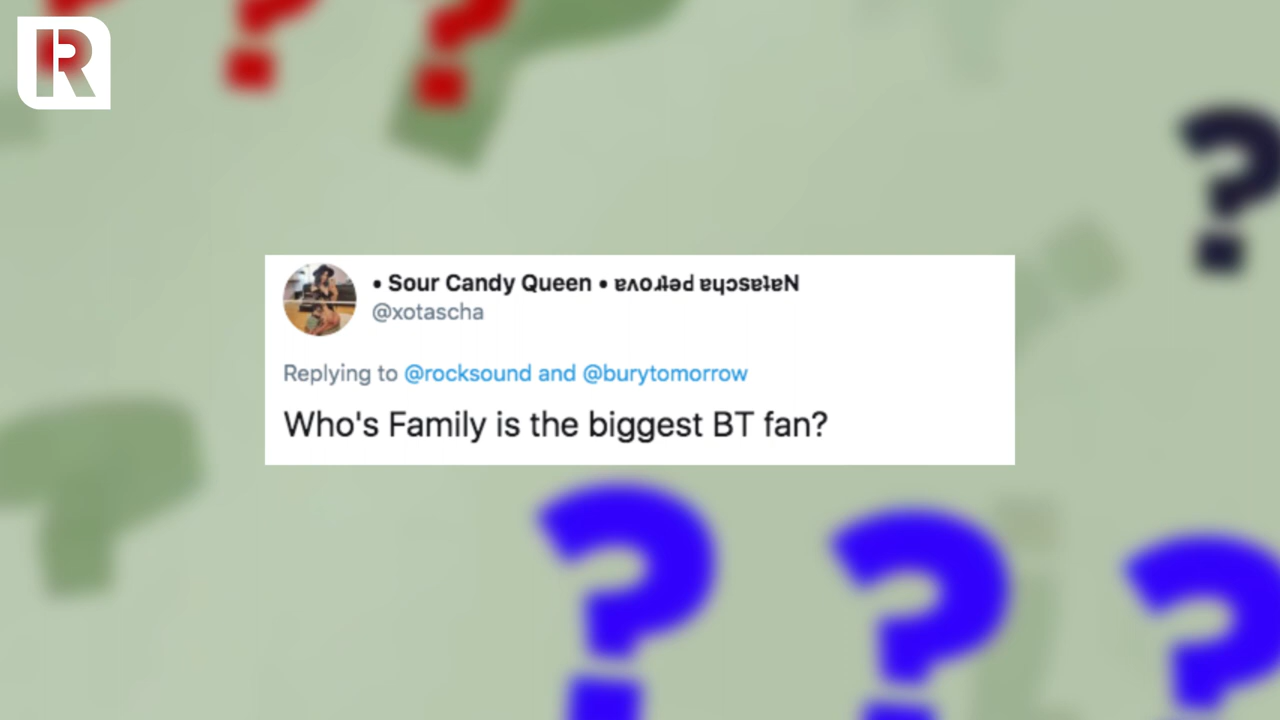 R
• Sour Candy Queen • ɐʌoɹʇǝd ɐɥɔsɐʇɐN
@xotascha
Replying to @rocksound and @burytomorrow
Who's Family is the biggest BT fan?
? ? ?
? ? ?